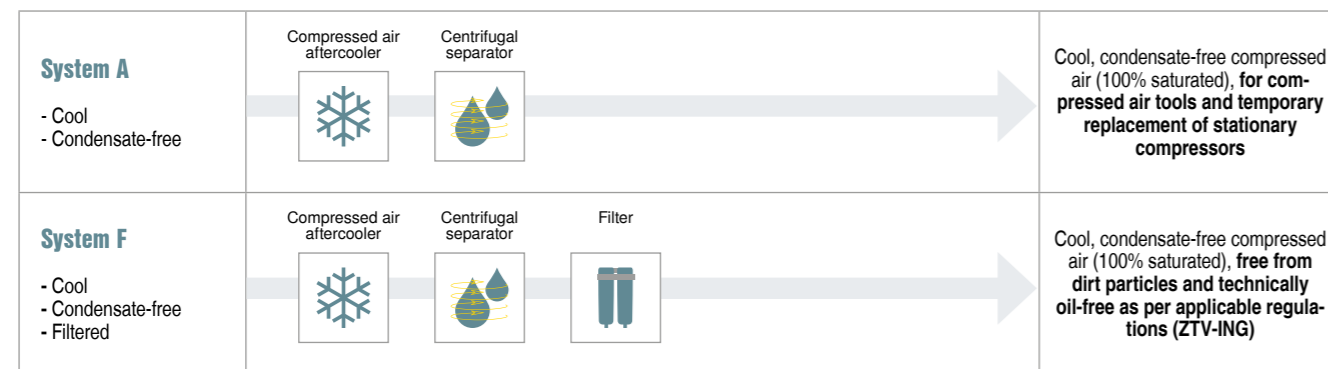 System A
- Cool
- Condensate-free
Compressed air
aftercooler
Centrifugal
separator
Cool, condensate-free compressed
air (100% saturated), for com-
pressed air tools and temporary
replacement of stationary
compressors
System F
- Cool
- Condensate-free
- Filtered
Compressed air
aftercooler
Centrifugal
separator
Filter
Cool, condensate-free compressed
air (100% saturated), free from
dirt particles and technically
oil-free as per applicable regula-
tions (ZTV-ING)